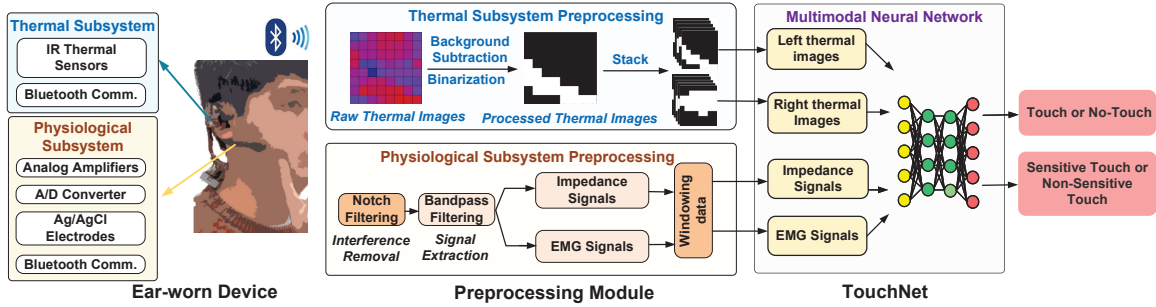 Thermal Subsystem
IR Thermal
Sensors
Bluetooth Comm.
Physiological
Subsystem
Analog Amplifiers
A/D Converter
Ag/AgCl
Electrodes
Bluetooth Comm.
Ear-worn Device
Thermal Subsystem Preprocessing
Background
Subtraction
Binarization
Stack
Raw Thermal Images
Processed Thermal Images
Physiological Subsystem Preprocessing
Notch
Filtering
Bandpass
Filtering
Impedance
Signals
EMG Signals
Windowing
data
Interference
Removal
Signal
Extraction
Preprocessing Module
Multimodal Neural Network
Left thermal
images
Right thermal
Images
Impedance
Signals
EMG Signals
TouchNet
Touch or No-Touch
Sensitive Touch or
Non-Sensitive
Touch